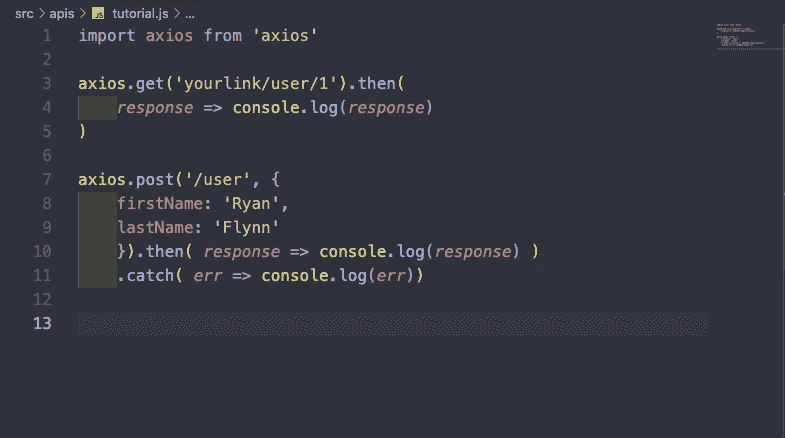 src > apis > JS tutorial.js > ...
1 import axios from 'axios'
2
3 axios.get('yourlink/user/1').then(
4     response => console.log(response)
5 )
6
7 axios.post('/user', {
8     firstName: 'Ryan',
9     lastName: 'Flynn'
10     }).then( response => console.log(response) )
11     .catch( err => console.log(err))
12
13